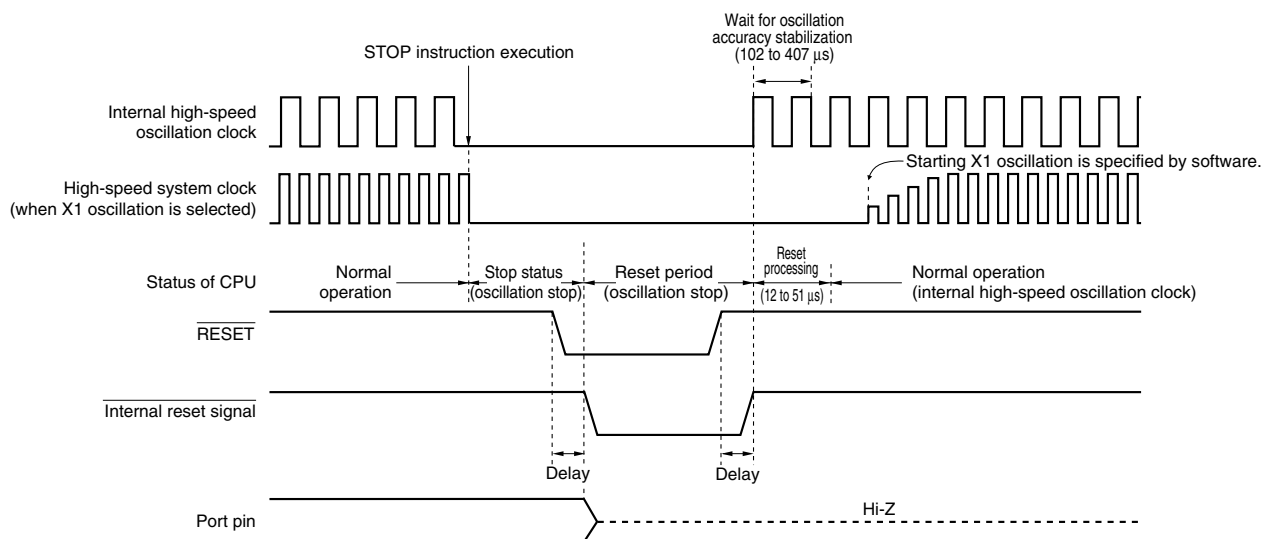 Wait for oscillation
accuracy stabilization
(102 to 407 μs)
STOP instruction execution
Internal high-speed
oscillation clock
Starting X1 oscillation is specified by software.
High-speed system clock
(when X1 oscillation is selected)
Status of CPU
Normal
operation
Stop status
(oscillation stop)
Reset period
(oscillation stop)
Reset
processing
(12 to 51 μs)
Normal operation
(internal high-speed oscillation clock)
RESET
Internal reset signal
Delay
Delay
Port pin
Hi-Z